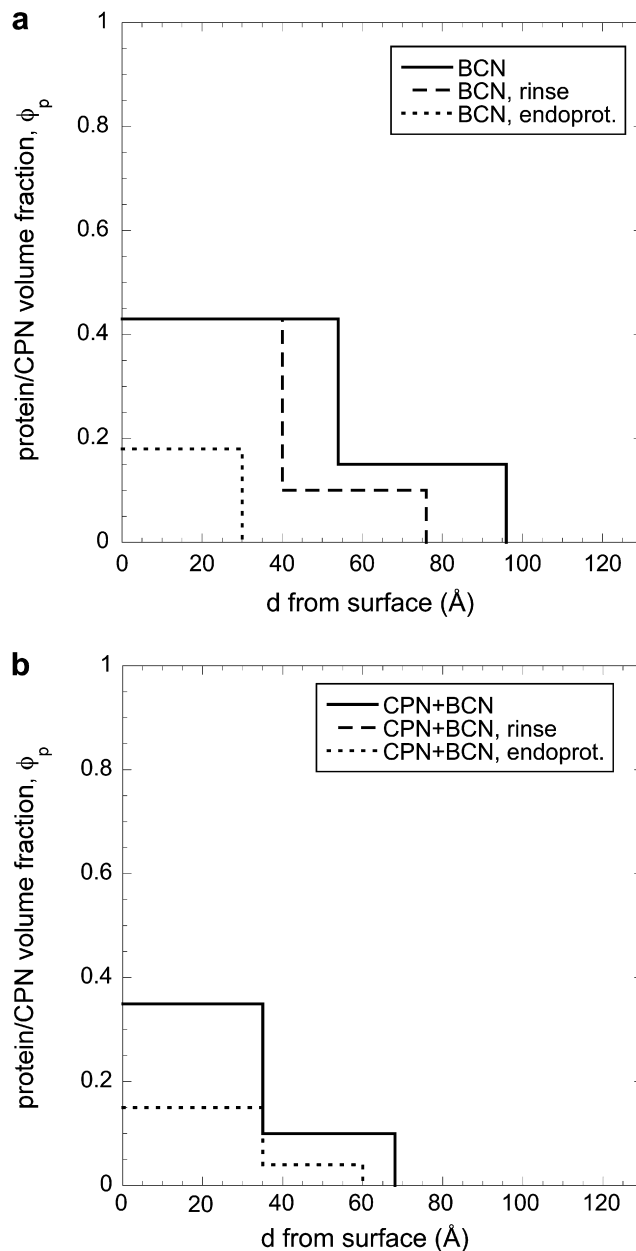 a
1
0.8
0.6
0.4
0.2
0
protein/CPN volume fraction, ϕp
BCN
BCN, rinse
BCN, endoprot.
0 20 40 60 80 100 120
d from surface (Å)
b
1
0.8
0.6
0.4
0.2
0
protein/CPN volume fraction, ϕp
CPN+BCN
CPN+BCN, rinse
CPN+BCN, endoprot.
0 20 40 60 80 100 120
d from surface (Å)